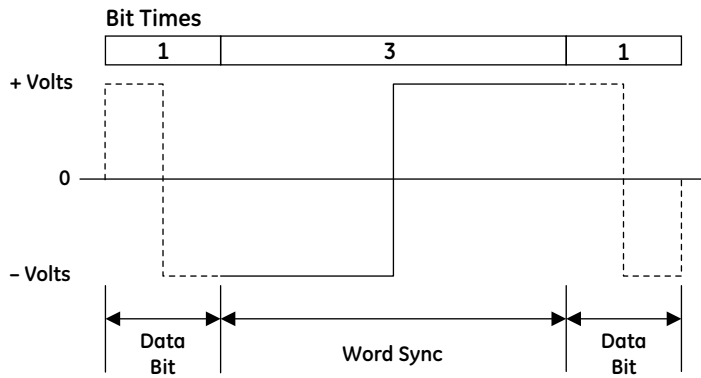 Bit Times
1 3 1
+ Volts
0
– Volts
Data
Bit
Word Sync
Data
Bit